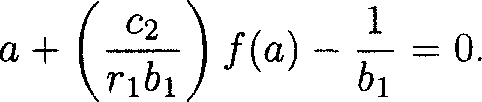 a + \left( \frac{c_2}{r_1 b_1} \right) f(a) - \frac{1}{b_1} = 0.